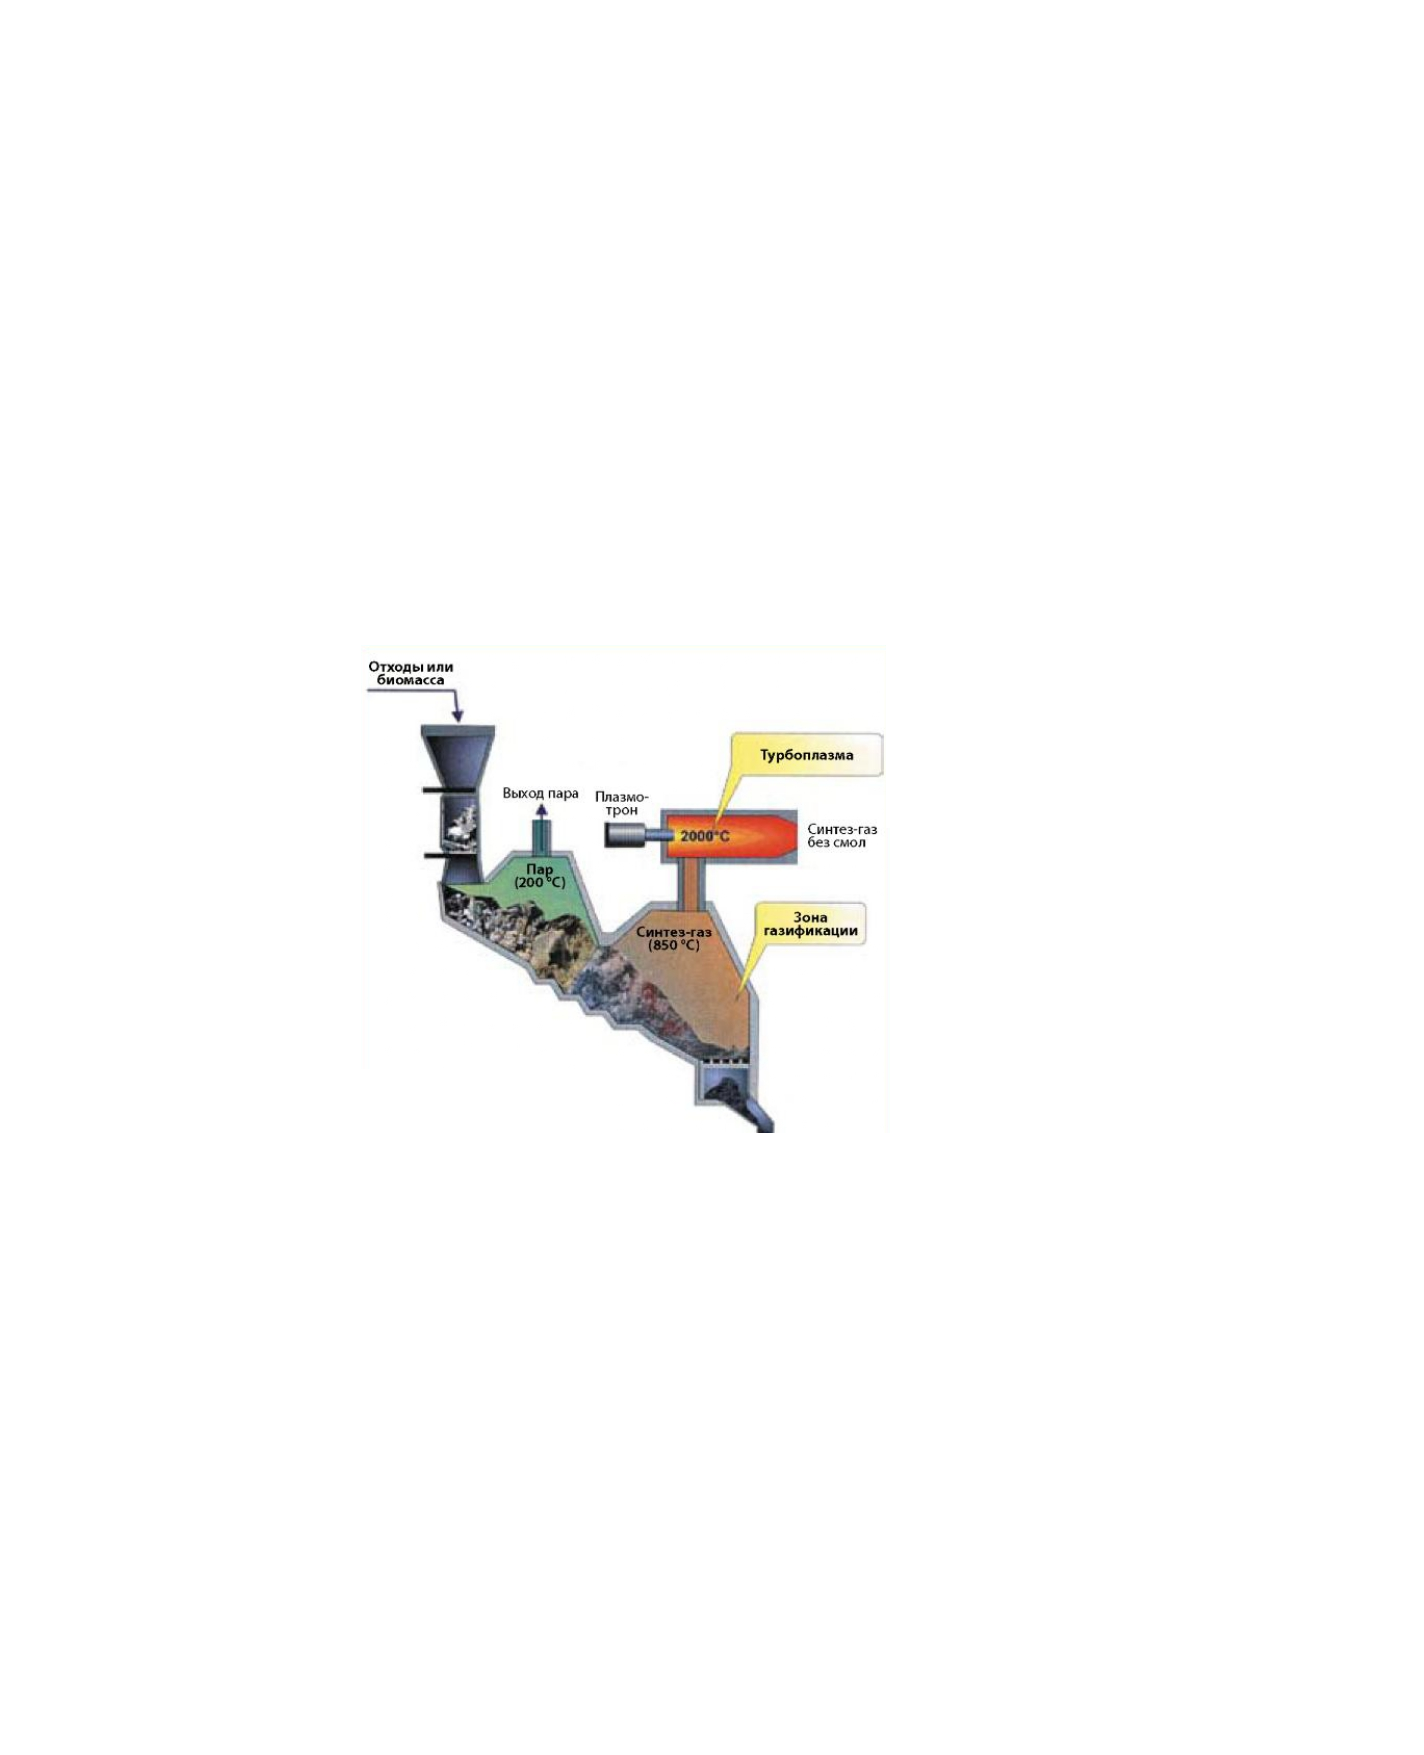 Отходы или
биомасса
Турбоплазма
Выход пара
Плазмо-
трон
2000°C
Синтез-газ
без смол
Пар
(200 °C)
Зона
газификации
Синтез-газ
(850 °C)